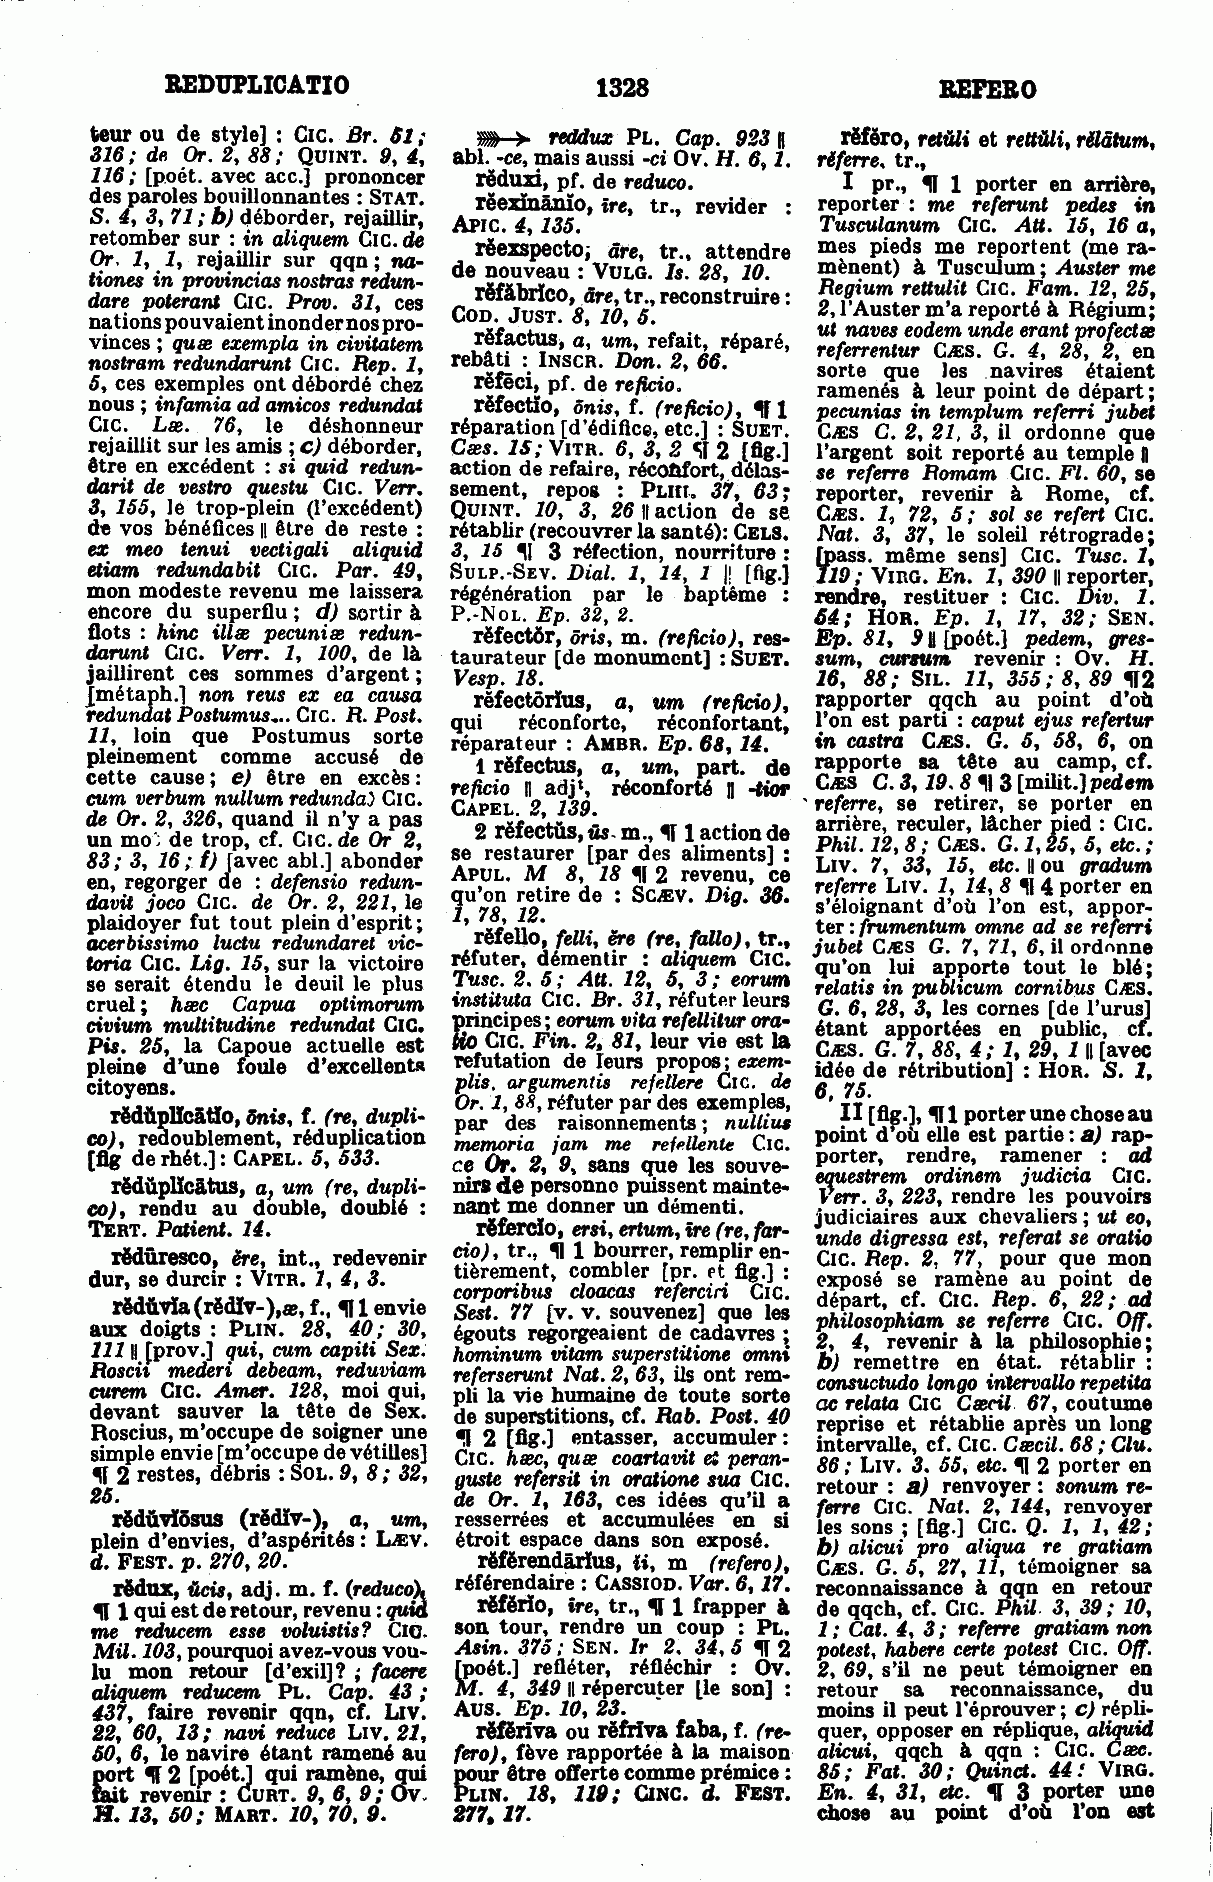 REDUPLICATIO
1328
REFERO
teur ou de style] : CIC. Br. 51;
316; de Or. 2, 88; QUINT. 9, 4,
116; [poét. avec acc.] prononcer
des paroles bouillonnantes : STAT.
S. 4, 3, 71; b) déborder, rejaillir,
retomber sur : in aliquem CIC. de
Or. 1, 1, rejaillir sur qqn; na-
tiones in provincias nostras redun-
dare poterant CIC. Prov. 31, ces
nations pouvaient inonder nos pro-
vinces; quæ exempla in civitatem
nostram redundarunt CIC. Rep. 1,
5, ces exemples ont débordé chez
nous; infamia ad amicos redundat
CIC. Læ. 76, le déshonneur
rejaillit sur les amis; c) déborder,
être en excédent : si quid redun-
darit de vestro questu CIC. Verr.
3, 155, le trop-plein (l'excédent)
de vos bénéfices || être de reste :
ex meo tenui vectigali aliquid
etiam redundabit CIC. Par. 49,
mon modeste revenu me laissera
encore du superflu; d) sortir à
flots : hinc illæ pecuniæ redun-
darunt CIC. Verr. 1, 100, de là
jaillirent ces sommes d'argent;
[métaph.] non reus ex ea causa
redundat Postumus... CIC. R. Post.
11, loin que Postumus sorte
pleinement comme accusé de
cette cause; e) être en excès:
cum verbum nullum redundat CIC.
de Or. 2, 326, quand il n'y a pas
un mot de trop, cf. CIC. de Or 2,
83; 3, 16; f) [avec abl.] abonder
en, regorger de : defensio redun-
davit joco CIC. de Or. 2, 221, le
plaidoyer fut tout plein d'esprit;
acerbissimo luctu redundaret vic-
toria CIC. Lig. 15, sur la victoire
se serait étendu le deuil le plus
cruel; hæc Capua optimorum
civium multitudine redundat CIC.
Pis. 25, la Capoue actuelle est
pleine d'une foule d'excellents
citoyens.
rĕdŭplĭcātĭo, ōnis, f. (re, dupli-
co), redoublement, réduplication
[fig de rhét.]: CAPEL. 5, 533.
rĕdŭplĭcātus, a, um (re, dupli-
co), rendu au double, doublé :
TERT. Patient. 14.
rĕdūresco, ĕre, int., redevenir
dur, se durcir : VITR. 1, 4, 3.
rĕdŭvĭa (rĕdĭv-), æ, f., ¶ 1 envie
aux doigts : PLIN. 28, 40; 30,
111 || [prov.] qui, cum capiti Sex.
Roscii mederi debeam, reduviam
curem CIC. Amer. 128, moi qui,
devant sauver la tête de Sex.
Roscius, m'occupe de soigner une
simple envie [m'occupe de vétilles]
¶ 2 restes, débris : SOL. 9, 8; 32,
25.
rĕdŭvĭōsus (rĕdĭv-), a, um,
plein d'envies, d'aspérités : LÆV.
d. FEST. p. 270, 20.
rĕdux, ŭcis, adj. m. f. (reduco),
¶ 1 qui est de retour, revenu : quid
me reducem esse voluistis? CIC.
Mil. 103, pourquoi avez-vous vou-
lu mon retour [d'exil]? ; facere
aliquem reducem PL. Cap. 43 ;
437, faire revenir qqn, cf. LIV.
22, 60, 13; navi reduce LIV. 21,
50, 6, le navire étant ramené au
port ¶ 2 [poét.] qui ramène, qui
fait revenir : CURT. 9, 6, 9; OV.
H. 13, 50; MART. 10, 70, 9.
reddux PL. Cap. 923 ||
abl. -ce, mais aussi -ci OV. H. 6, 1.
rĕduxi, pf. de reduco.
rĕexĭnānĭo, īre, tr., revider :
APIC. 4, 135.
rĕexspecto, āre, tr., attendre
de nouveau : VULG. Is. 28, 10.
rĕfăbrĭco, āre, tr., reconstruire :
COD. JUST. 8, 10, 5.
rĕfactus, a, um, refait, réparé,
rebâti : INSCR. Don. 2, 66.
rĕfēci, pf. de reficio.
rĕfectĭo, ōnis, f. (reficio), ¶ 1
réparation [d'édifice, etc.] : SUET.
Cæs. 15; VITR. 6, 3, 2 ¶ 2 [fig.]
action de refaire, réconfort, délas-
sement, repos : PLIN. 37, 63;
QUINT. 10, 3, 26 || action de se
rétablir (recouvrer la santé): CELS.
3, 15 ¶ 3 réfection, nourriture :
SULP.-SEV. Dial. 1, 14, 1 || [fig.]
régénération par le baptême :
P.-NOL. Ep. 32, 2.
rĕfectŏr, ōris, m. (reficio), res-
taurateur [de monument] : SUET.
Vesp. 18.
rĕfectōrĭus, a, um (reficio),
qui réconforte, réconfortant,
réparateur : AMBR. Ep. 68, 14.
1 rĕfectus, a, um, part. de
reficio || adjᵗ, réconforté || -tior
CAPEL. 2, 139.
2 rĕfectŭs, ūs, m., ¶ 1 action de
se restaurer [par des aliments] :
APUL. M 8, 18 ¶ 2 revenu, ce
qu'on retire de : SCÆV. Dig. 36.
1, 78, 12.
rĕfello, felli, ĕre (re, fallo), tr.,
réfuter, démentir : aliquem CIC.
Tusc. 2. 5; Att. 12, 5, 3; eorum
instituta CIC. Br. 31, réfuter leurs
principes; eorum vita refellitur ora-
tio CIC. Fin. 2, 81, leur vie est la
refutation de leurs propos; exem-
plis, argumentis refellere CIC. de
Or. 1, 88, réfuter par des exemples,
par des raisonnements; nullius
memoria jam me refellente CIC.
ce Or. 2, 9, sans que les souve-
nirs de personne puissent mainte-
nant me donner un démenti.
rĕfercĭo, ersi, ertum, īre (re, far-
cio), tr., ¶ 1 bourrer, remplir en-
tièrement, combler [pr. et fig.] :
corporibus cloacas referciri CIC.
Sest. 77 [v. v. souvenez] que les
égouts regorgeaient de cadavres ;
hominum vitam superstitione omni
referserunt Nat. 2, 63, ils ont rem-
pli la vie humaine de toute sorte
de superstitions, cf. Rab. Post. 40
¶ 2 [fig.] entasser, accumuler :
CIC. hæc, quæ coartavit et peran-
guste refersit in oratione sua CIC.
de Or. 1, 163, ces idées qu'il a
resserrées et accumulées en si
étroit espace dans son exposé.
rĕfĕrendārĭus, ĭi, m (refero),
référendaire : CASSIOD. Var. 6, 17.
rĕfĕrĭo, īre, tr., ¶ 1 frapper à
son tour, rendre un coup : PL.
Asin. 375; SEN. Ir 2, 34, 5 ¶ 2
[poét.] refléter, réfléchir : OV.
M. 4, 349 || répercuter [le son] :
AUS. Ep. 10, 23.
rĕfĕrīva ou rĕfrīva faba, f. (re-
fero), fève rapportée à la maison
pour être offerte comme prémice :
PLIN. 18, 119; CINC. d. FEST.
277, 17.
rĕfĕro, retŭli et rettŭli, rĕlātum,
rĕferre, tr.,
I pr., ¶ 1 porter en arrière,
reporter : me referunt pedes in
Tusculanum CIC. Att. 15, 16 a,
mes pieds me reportent (me ra-
mènent) à Tusculum; Auster me
Regium rettulit CIC. Fam. 12, 25,
2, l'Auster m'a reporté à Régium;
ut naves eodem unde erant profectæ
referrentur CÆS. G. 4, 28, 2, en
sorte que les navires étaient
ramenés à leur point de départ;
pecunias in templum referri jubet
CÆS C. 2, 21, 3, il ordonne que
l'argent soit reporté au temple ||
se referre Romam CIC. Fl. 60, se
reporter, revenir à Rome, cf.
CÆS. 1, 72, 5; sol se refert CIC.
Nat. 3, 37, le soleil rétrograde;
[pass. même sens] CIC. Tusc. 1,
119; VIRG. En. 1, 390 || reporter,
rendre, restituer : CIC. Div. 1.
54; HOR. Ep. 1, 17, 32; SEN.
Ep. 81, 9 || [poét.] pedem, gres-
sum, cursum revenir : OV. H.
16, 88; SIL. 11, 355; 8, 89 ¶ 2
rapporter qqch au point d'où
l'on est parti : caput ejus refertur
in castra CÆS. G. 5, 58, 6, on
rapporte sa tête au camp, cf.
CÆS C. 3, 19. 8 ¶ 3 [milit.] pedem
referre, se retirer, se porter en
arrière, reculer, lâcher pied : CIC.
Phil. 12, 8; CÆS. G. 1, 25, 5, etc.;
LIV. 7, 33, 15, etc. || ou gradum
referre LIV. 1, 14, 8 ¶ 4 porter en
s'éloignant d'où l'on est, appor-
ter : frumentum omne ad se referri
jubet CÆS G. 7, 71, 6, il ordonne
qu'on lui apporte tout le blé;
relatis in publicum cornibus CÆS.
G. 6, 28, 3, les cornes [de l'urus]
étant apportées en public, cf.
CÆS. G. 7, 88, 4; 1, 29, 1 || [avec
idée de rétribution] : HOR. S. 1,
6, 75.
II [fig.], ¶ 1 porter une chose au
point d'où elle est partie : a) rap-
porter, rendre, ramener : ad
equestrem ordinem judicia CIC.
Verr. 3, 223, rendre les pouvoirs
judiciaires aux chevaliers; ut eo,
unde digressa est, referat se oratio
CIC. Rep. 2, 77, pour que mon
exposé se ramène au point de
départ, cf. CIC. Rep. 6, 22; ad
philosophiam se referre CIC. Off.
2, 4, revenir à la philosophie;
b) remettre en état. rétablir :
consuetudo longo intervallo repetita
ac relata CIC Cæcil. 67, coutume
reprise et rétablie après un long
intervalle, cf. CIC. Cæcil. 68; Clu.
86; LIV. 3. 55, etc. ¶ 2 porter en
retour : a) renvoyer : sonum re-
ferre CIC. Nat. 2, 144, renvoyer
les sons ; [fig.] CIC. Q. 1, 1, 42;
b) alicui pro aliqua re gratiam
CÆS. G. 5, 27, 11, témoigner sa
reconnaissance à qqn en retour
de qqch, cf. CIC. Phil. 3, 39; 10,
1; Cat. 4, 3; referre gratiam non
potest, habere certe potest CIC. Off.
2, 69, s'il ne peut témoigner en
retour sa reconnaissance, du
moins il peut l'éprouver; c) répli-
quer, opposer en réplique, aliquid
alicui, qqch à qqn : CIC. Cæc.
85; Fat. 30; Quinct. 44: VIRG.
En. 4, 31, etc. ¶ 3 porter une
chose au point d'où l'on est